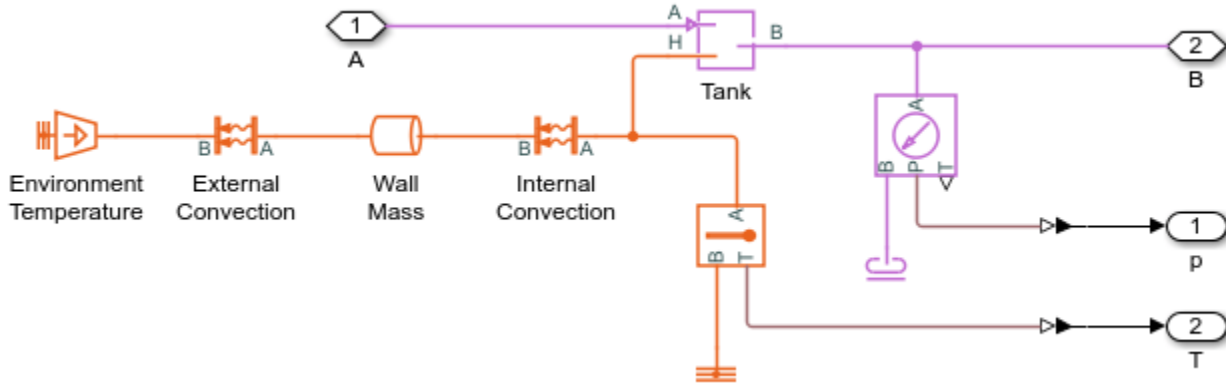 A
1
A
H
B
Tank
2
B
A
B
P
T
B
A
B
A
Environment
Temperature
External
Convection
Wall
Mass
Internal
Convection
A
B
T
1
p
2
T